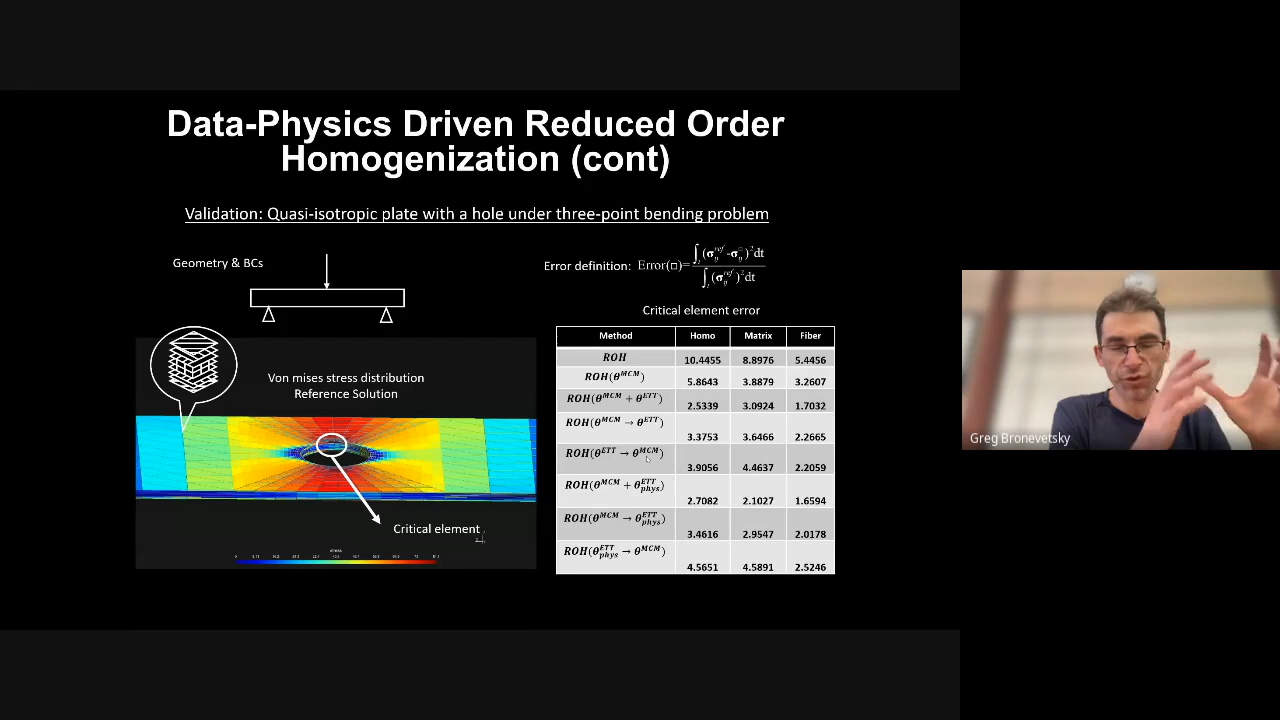 Data-Physics Driven Reduced Order
Homogenization (cont)
Validation: Quasi-isotropic plate with a hole under three-point bending problem
Geometry & BCs
Error definition: Error(□)= ∫ₜ(σᵢⱼ^ref -σᵢⱼ^□)²dt / ∫ₜ(σᵢⱼ^ref)²dt
Critical element error
Method Homo Matrix Fiber
ROH 10.4455 8.8976 5.4456
ROH(θ^MCM) 5.8643 3.8879 3.2607
ROH(θ^MCM + θ^ETT) 2.5339 3.0924 1.7032
ROH(θ^MCM → θ^ETT) 3.3753 3.6466 2.2665
ROH(θ^ETT → θ^MCM) 3.9056 4.4637 2.2059
ROH(θ^MCM + θ^ETT_phys) 2.7082 2.1027 1.6594
ROH(θ^MCM → θ^ETT_phys) 3.4616 2.9547 2.0178
ROH(θ^ETT_phys → θ^MCM) 4.5651 4.5891 2.5246
Von mises stress distribution
Reference Solution
Critical element
Greg Bronevetsky